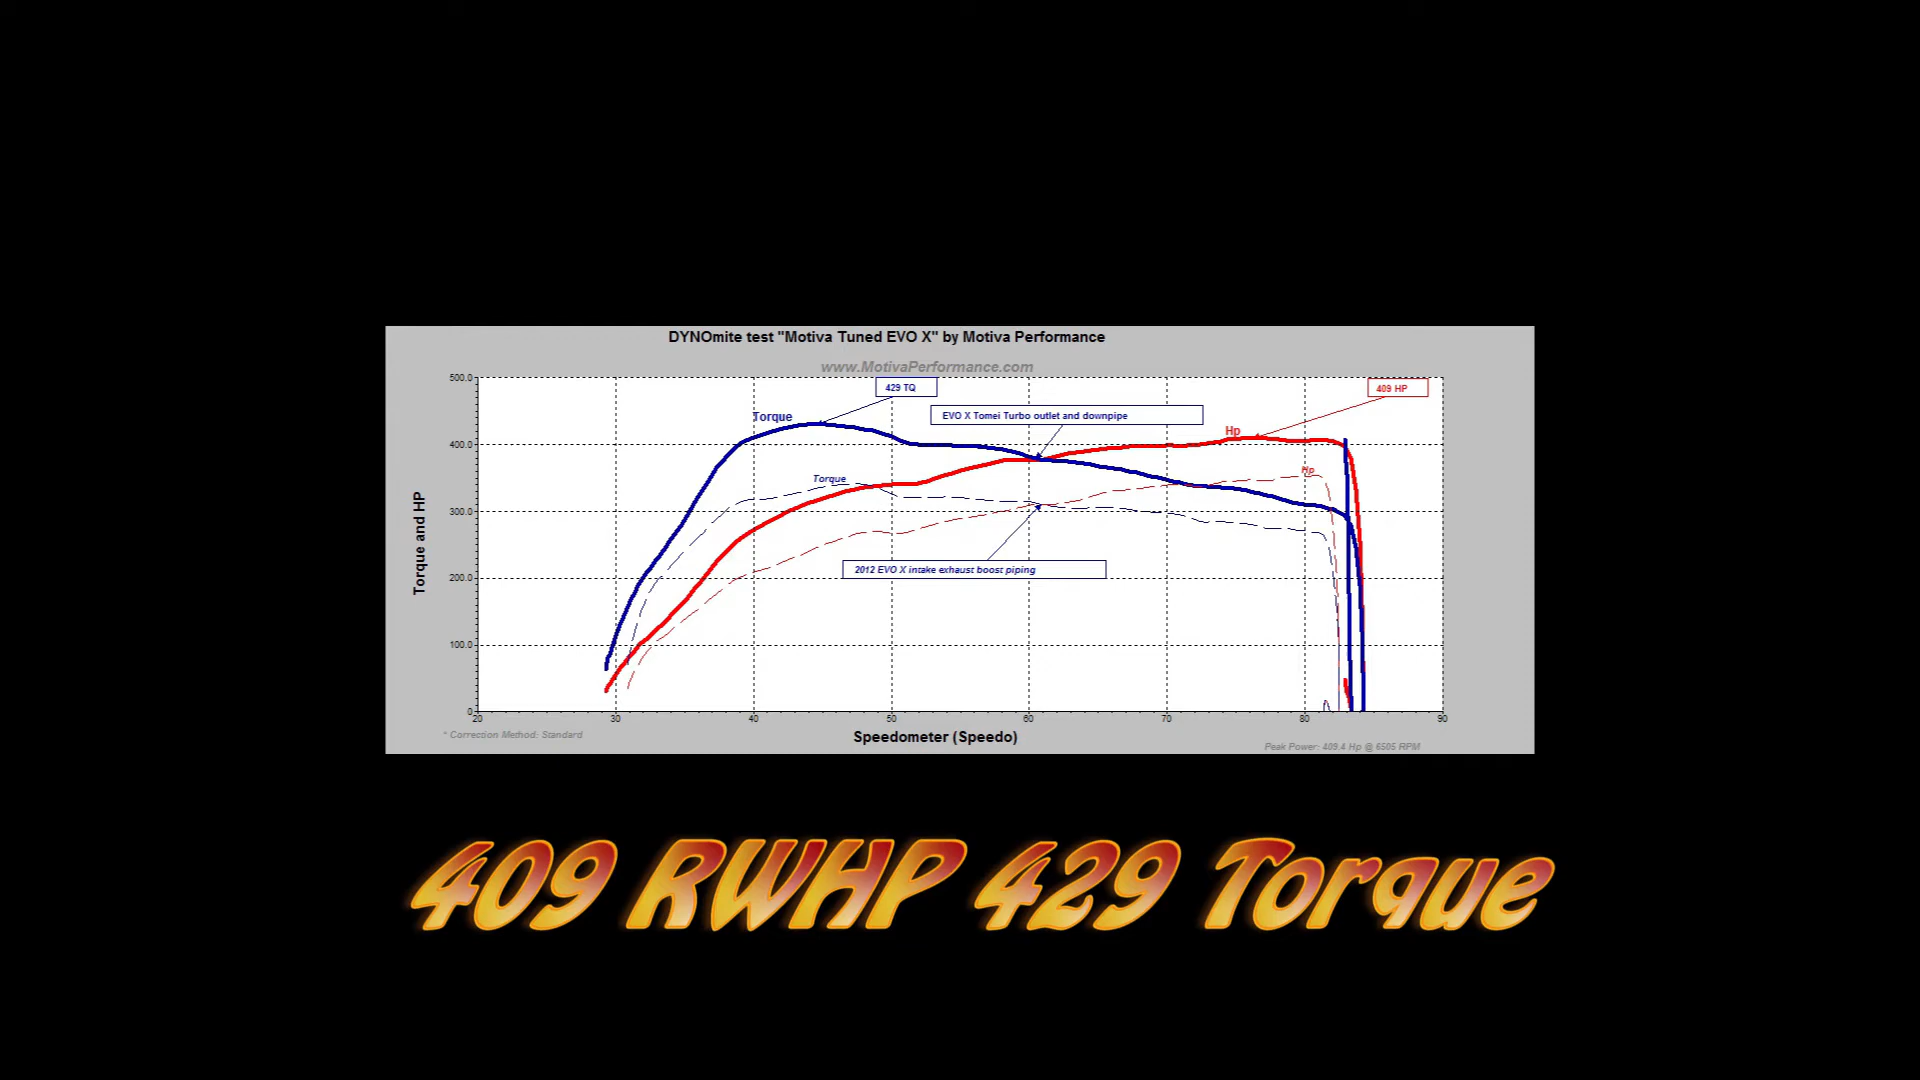 DYNOmite test "Motiva Tuned EVO X" by Motiva Performance
www.MotivaPerformance.com
500.0
429 TQ
409 HP
Torque
EVO X Tomei Turbo outlet and downpipe
Hp
400.0
Hp
Torque
300.0
Torque and HP
2012 EVO X intake exhaust boost piping
200.0
100.0
0
20 30 40 50 60 70 80 90
* Correction Method: Standard
Speedometer (Speedo)
Peak Power: 409.4 Hp @ 6505 RPM
409 RWHP 429 Torque